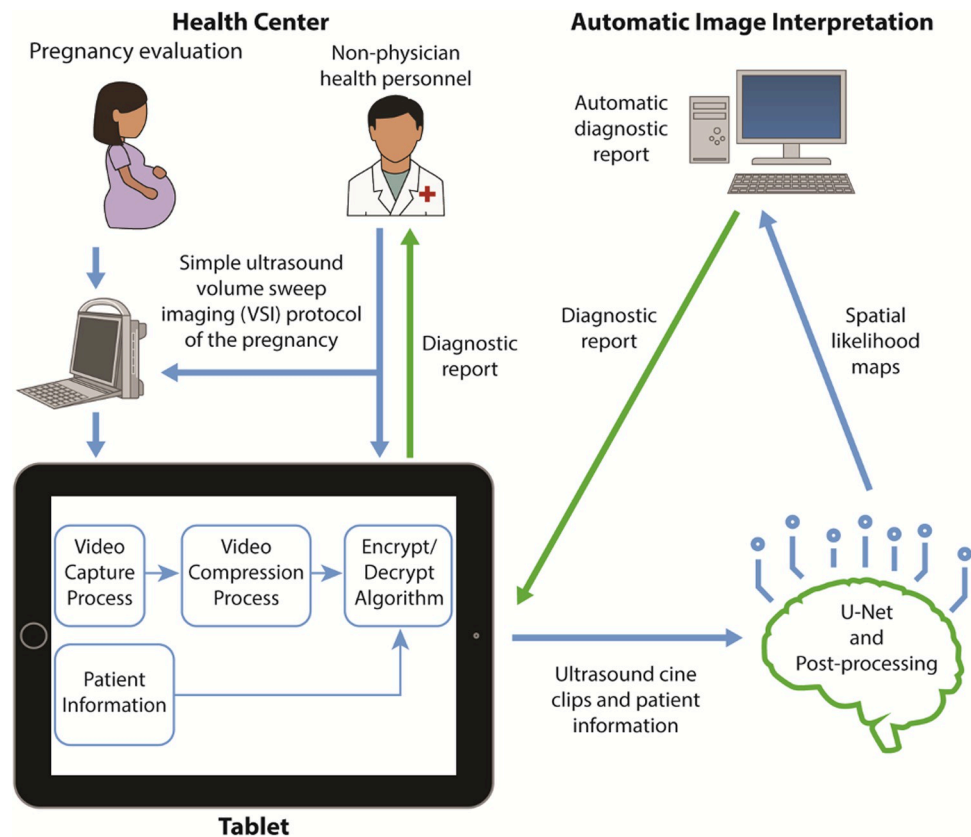 Health Center
Pregnancy evaluation
Non-physician
health personnel
Simple ultrasound
volume sweep
imaging (VSI) protocol
of the pregnancy
Diagnostic
report
Video
Capture
Process
Video
Compression
Process
Encrypt/
Decrypt
Algorithm
Patient
Information
Tablet
Automatic Image Interpretation
Automatic
diagnostic
report
Diagnostic
report
Spatial
likelihood
maps
U-Net
and
Post-processing
Ultrasound cine
clips and patient
information